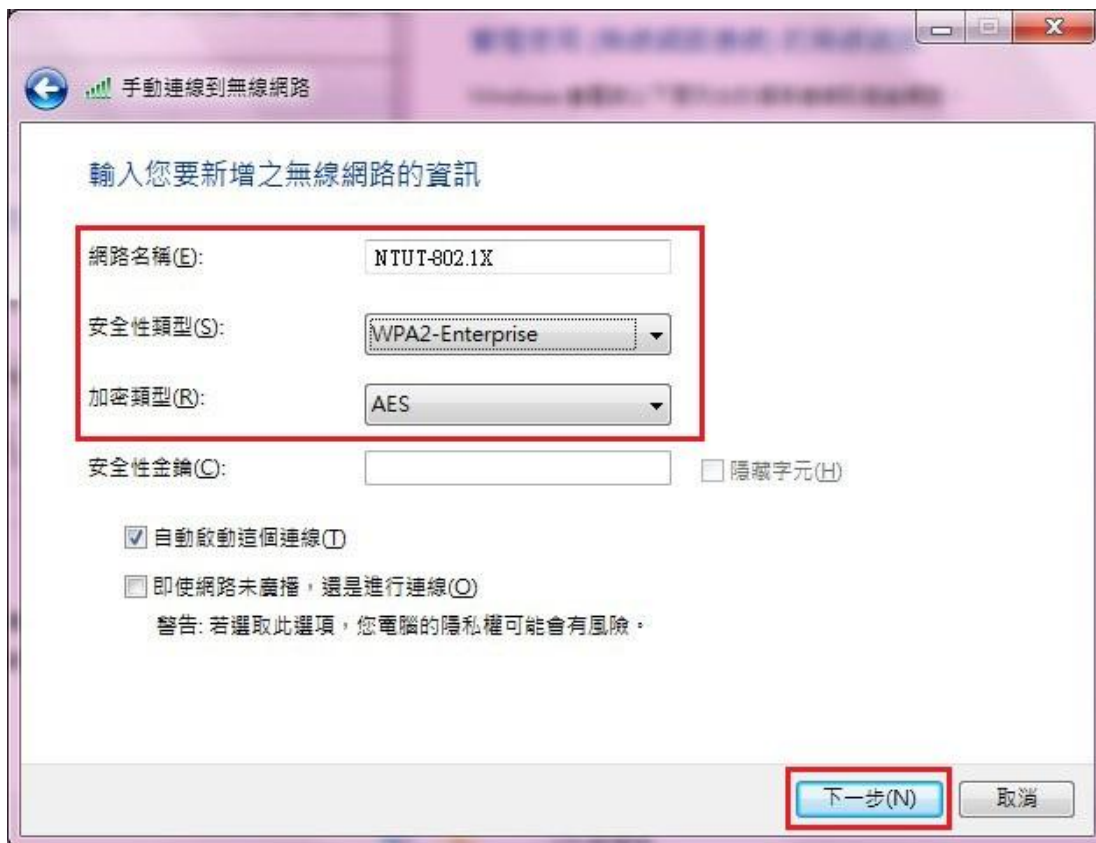 手動連線到無線網路
輸入您要新增之無線網路的資訊
網路名稱(E): NTUT-802.1X
安全性類型(S): WPA2-Enterprise
加密類型(R): AES
安全性金鑰(C): 隱藏字元(H)
自動啟動這個連線(T)
即使網路未廣播，還是進行連線(O)
警告: 若選取此選項，您電腦的隱私權可能會有風險。
下一步(N) 取消